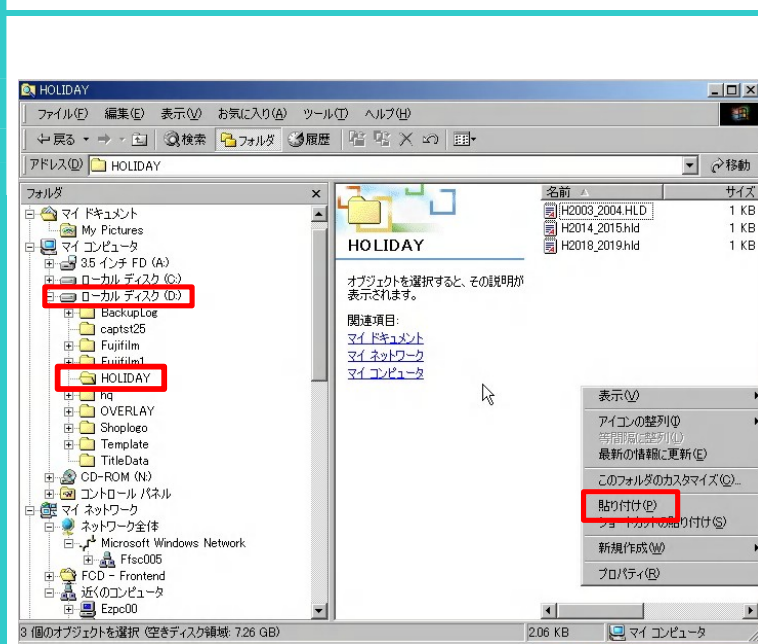 HOLIDAY
ファイル(F) 編集(E) 表示(V) お気に入り(A) ツール(T) ヘルプ(H)
戻る 検索 フォルダ 履歴
アドレス(D) HOLIDAY 移動
フォルダ
マイ ドキュメント
My Pictures
マイ コンピュータ
3.5 インチ FD (A:)
ローカル ディスク (C:)
ローカル ディスク (D:)
BackupLog
captst25
Fujifilm
Fujifilm1
HOLIDAY
hq
OVERLAY
Shoplogo
Template
TitleData
CD-ROM (N:)
コントロール パネル
マイ ネットワーク
ネットワーク全体
Microsoft Windows Network
Ffsc005
FCD - Frontend
近くのコンピュータ
Ezpc00
HOLIDAY
オブジェクトを選択すると、その説明が
表示されます。
関連項目:
マイ ドキュメント
マイ ネットワーク
マイ コンピュータ
名前 サイズ
H2003_2004.HLD 1 KB
H2014_2015.hld 1 KB
H2018_2019.hld 1 KB
表示(V)
アイコンの整列(I)
等間隔に整列(L)
最新の情報に更新(E)
このフォルダのカスタマイズ(C)...
貼り付け(P)
ショートカットの貼り付け(S)
新規作成(W)
プロパティ(R)
3 個のオブジェクトを選択 (空きディスク領域: 7.26 GB) 2.06 KB マイ コンピュータ